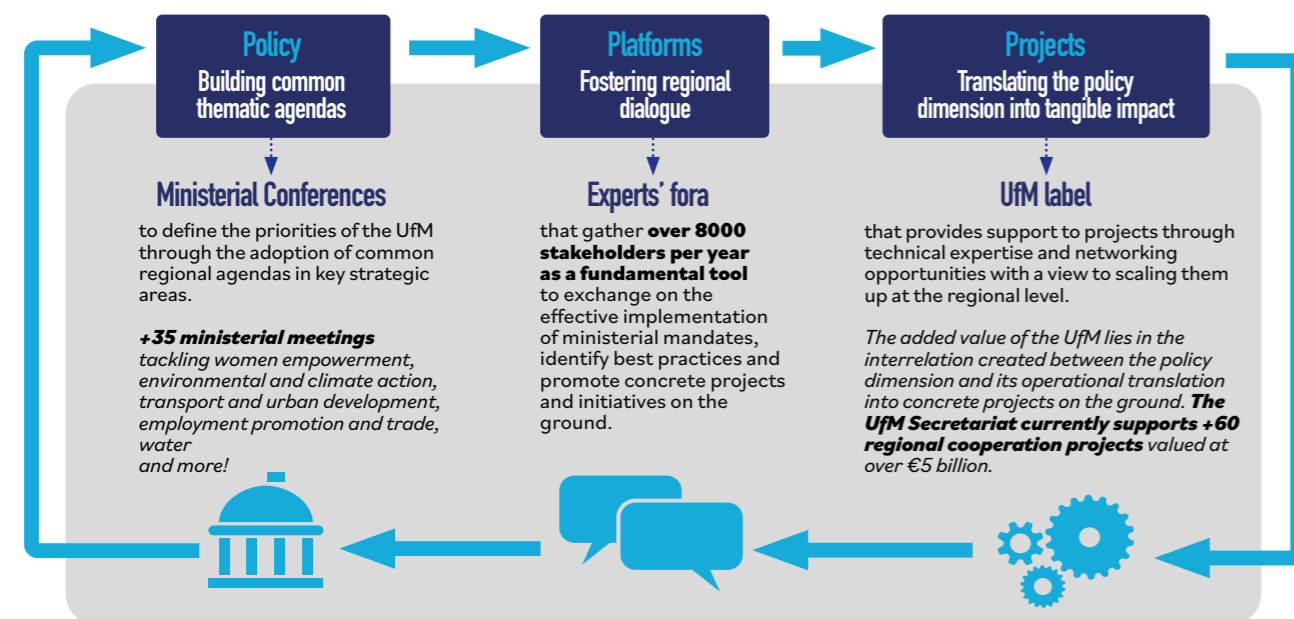 Policy
Building common
thematic agendas
Ministerial Conferences
to define the priorities of the UfM
through the adoption of common
regional agendas in key strategic
areas.
+35 ministerial meetings
tackling women empowerment,
environmental and climate action,
transport and urban development,
employment promotion and trade,
water
and more!
Platforms
Fostering regional
dialogue
Experts’ fora
that gather over 8000
stakeholders per year
as a fundamental tool
to exchange on the
effective implementation
of ministerial mandates,
identify best practices and
promote concrete projects
and initiatives on the
ground.
Projects
Translating the policy
dimension into tangible impact
UfM label
that provides support to projects through
technical expertise and networking
opportunities with a view to scaling them
up at the regional level.
The added value of the UfM lies in the
interrelation created between the policy
dimension and its operational translation
into concrete projects on the ground. The
UfM Secretariat currently supports +60
regional cooperation projects valued at
over €5 billion.